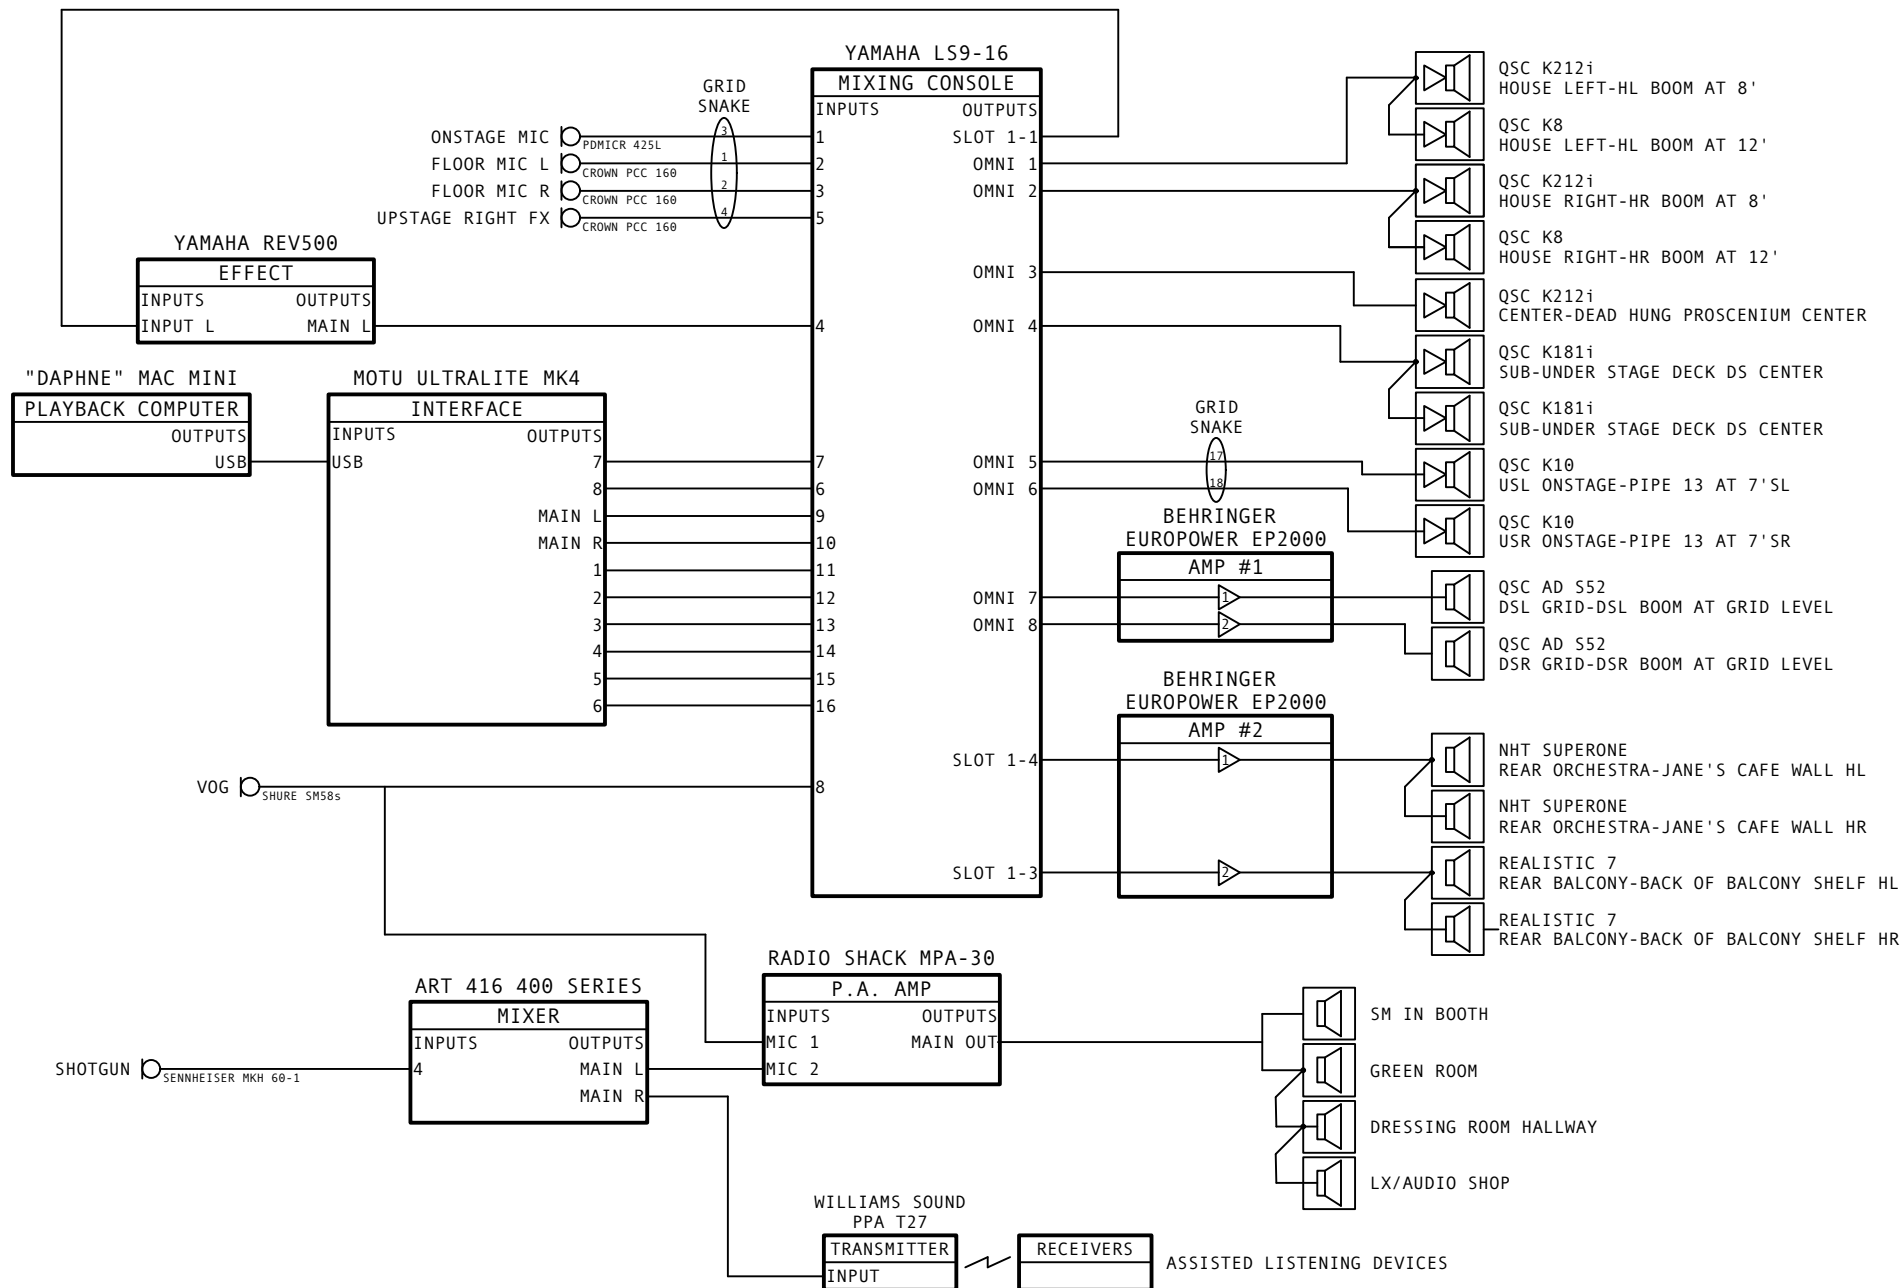 YAMAHA LS9-16
MIXING CONSOLE
INPUTS OUTPUTS
1 SLOT 1-1
2 OMNI 1
3 OMNI 2
5
OMNI 3
4 OMNI 4
7 OMNI 5
6 OMNI 6
9
10
11
12 OMNI 7
13 OMNI 8
14
15
16
SLOT 1-4
8
SLOT 1-3
GRID
SNAKE
3
1
2
4
ONSTAGE MIC
PDMICR 425L
FLOOR MIC L
CROWN PCC 160
FLOOR MIC R
CROWN PCC 160
UPSTAGE RIGHT FX
CROWN PCC 160
YAMAHA REV500
EFFECT
INPUTS OUTPUTS
INPUT L MAIN L
"DAPHNE" MAC MINI
PLAYBACK COMPUTER
OUTPUTS
USB
MOTU ULTRALITE MK4
INTERFACE
INPUTS OUTPUTS
USB 7
8
MAIN L
MAIN R
1
2
3
4
5
6
VOG
SHURE SM58s
GRID
SNAKE
17
18
BEHRINGER
EUROPOWER EP2000
AMP #1
1
2
BEHRINGER
EUROPOWER EP2000
AMP #2
1
2
QSC K212i
HOUSE LEFT-HL BOOM AT 8'
QSC K8
HOUSE LEFT-HL BOOM AT 12'
QSC K212i
HOUSE RIGHT-HR BOOM AT 8'
QSC K8
HOUSE RIGHT-HR BOOM AT 12'
QSC K212i
CENTER-DEAD HUNG PROSCENIUM CENTER
QSC K181i
SUB-UNDER STAGE DECK DS CENTER
QSC K181i
SUB-UNDER STAGE DECK DS CENTER
QSC K10
USL ONSTAGE-PIPE 13 AT 7'SL
QSC K10
USR ONSTAGE-PIPE 13 AT 7'SR
QSC AD S52
DSL GRID-DSL BOOM AT GRID LEVEL
QSC AD S52
DSR GRID-DSR BOOM AT GRID LEVEL
NHT SUPERONE
REAR ORCHESTRA-JANE'S CAFE WALL HL
NHT SUPERONE
REAR ORCHESTRA-JANE'S CAFE WALL HR
REALISTIC 7
REAR BALCONY-BACK OF BALCONY SHELF HL
REALISTIC 7
REAR BALCONY-BACK OF BALCONY SHELF HR
SHOTGUN
SENNHEISER MKH 60-1
ART 416 400 SERIES
MIXER
INPUTS OUTPUTS
4 MAIN L
MAIN R
RADIO SHACK MPA-30
P.A. AMP
INPUTS OUTPUTS
MIC 1 MAIN OUT
MIC 2
SM IN BOOTH
GREEN ROOM
DRESSING ROOM HALLWAY
LX/AUDIO SHOP
WILLIAMS SOUND
PPA T27
TRANSMITTER
INPUT
RECEIVERS
ASSISTED LISTENING DEVICES